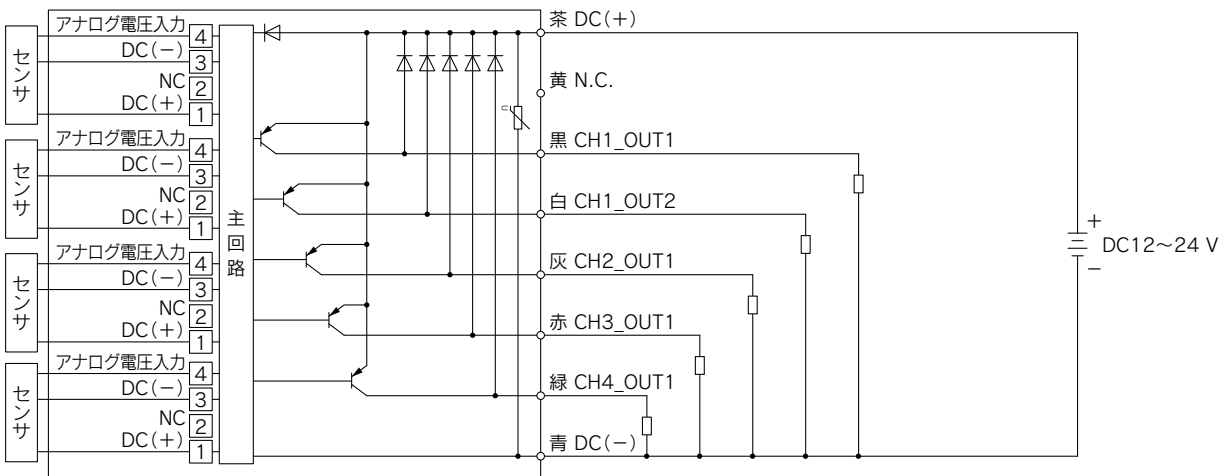 センサ
アナログ電圧入力 4
DC(−) 3
NC 2
DC(+) 1
センサ
アナログ電圧入力 4
DC(−) 3
NC 2
DC(+) 1
センサ
アナログ電圧入力 4
DC(−) 3
NC 2
DC(+) 1
センサ
アナログ電圧入力 4
DC(−) 3
NC 2
DC(+) 1
主回路
茶 DC(+)
黄 N.C.
U
黒 CH1_OUT1
白 CH1_OUT2
灰 CH2_OUT1
赤 CH3_OUT1
緑 CH4_OUT1
青 DC(−)
+
DC12〜24 V
−